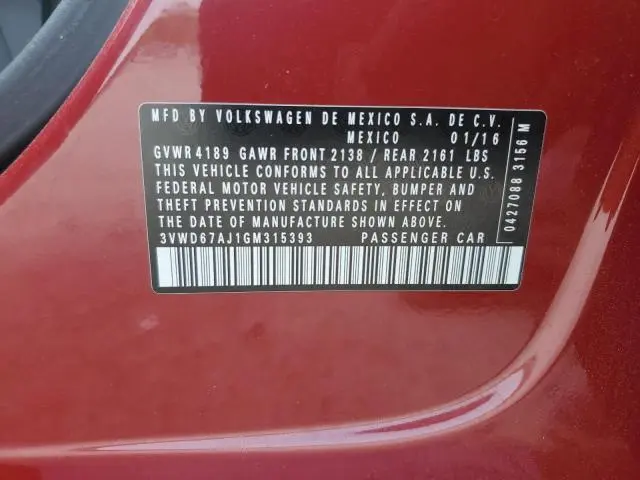 MFD BY VOLKSWAGEN DE MEXICO S.A. DE C.V.
MEXICO 01/16
GVWR 4189 GAWR FRONT 2138 / REAR 2161 LBS
THIS VEHICLE CONFORMS TO ALL APPLICABLE U.S.
FEDERAL MOTOR VEHICLE SAFETY, BUMPER AND
THEFT PREVENTION STANDARDS IN EFFECT ON
THE DATE OF MANUFACTURE SHOWN ABOVE.
3VWD67AJ1GM315393 PASSENGER CAR
0427088 3156 M